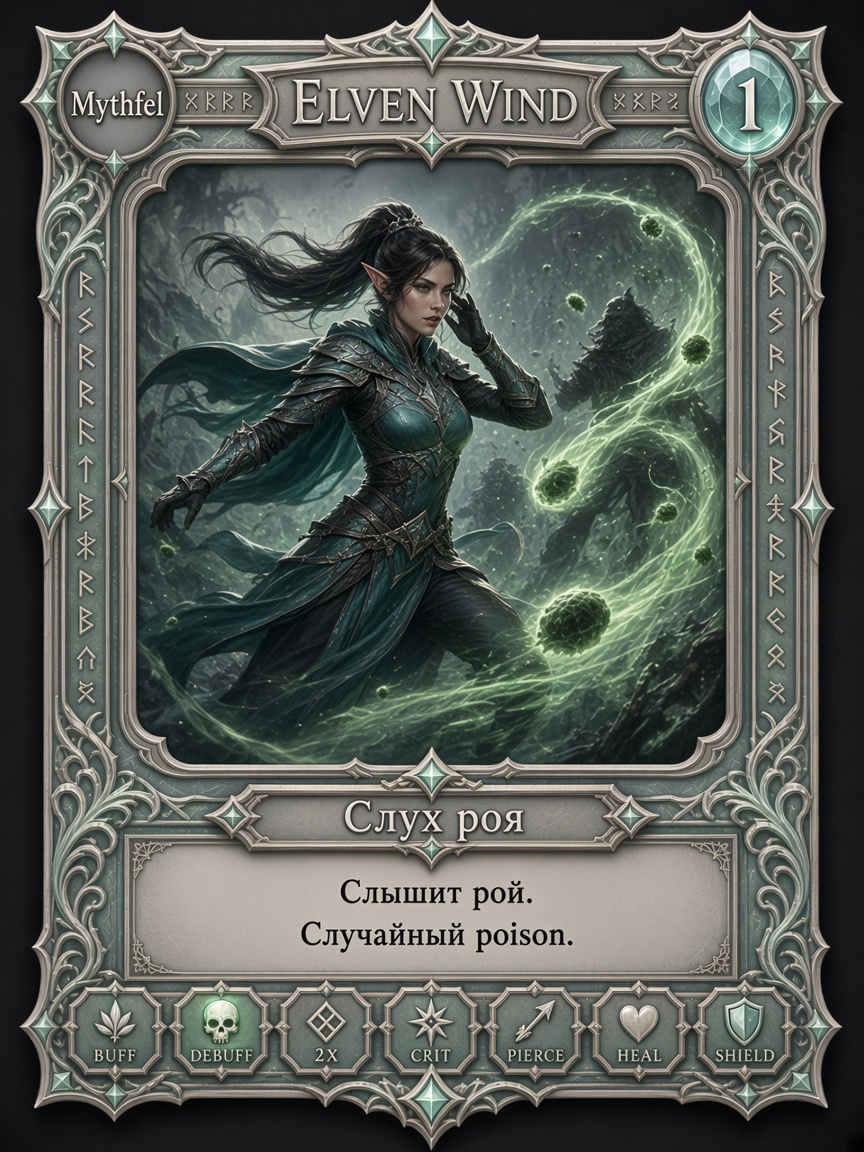 Mythfel
ELVEN WIND
1
Слух роя
Слышит рой.
Случайный poison.
BUFF
DEBUFF
2X
CRIT
PIERCE
HEAL
SHIELD